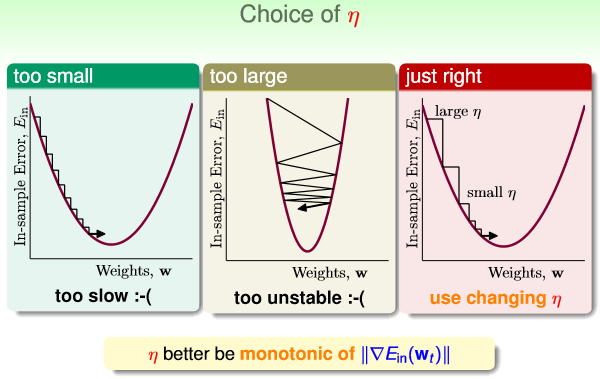 Choice of η
too small
In-sample Error, E_in
Weights, w
too slow :-(
too large
In-sample Error, E_in
Weights, w
too unstable :-(
just right
In-sample Error, E_in
large η
small η
Weights, w
use changing η
η better be monotonic of ‖∇E_in(w_t)‖